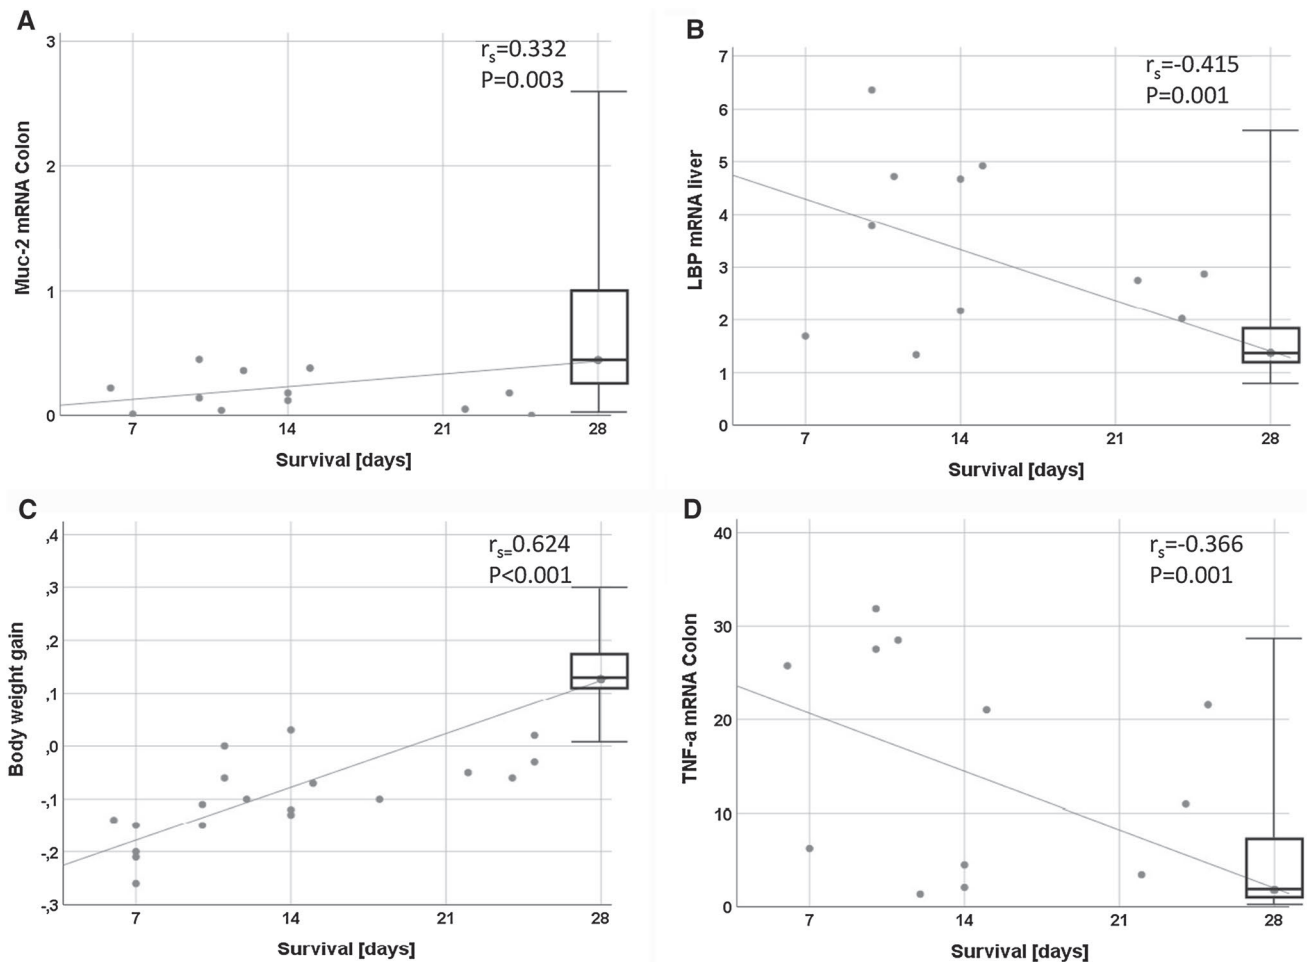 A
rs=0.332
P=0.003
3
2
1
0
Muc-2 mRNA Colon
7 14 21 28
Survival [days]
B
rs=-0.415
P=0.001
7
6
5
4
3
2
1
0
LBP mRNA liver
7 14 21 28
Survival [days]
C
rs=0.624
P<0.001
,4
,3
,2
,1
,0
-,1
-,2
-,3
Body weight gain
7 14 21 28
Survival [days]
D
rs=-0.366
P=0.001
40
30
20
10
0
TNF-a mRNA Colon
7 14 21 28
Survival [days]